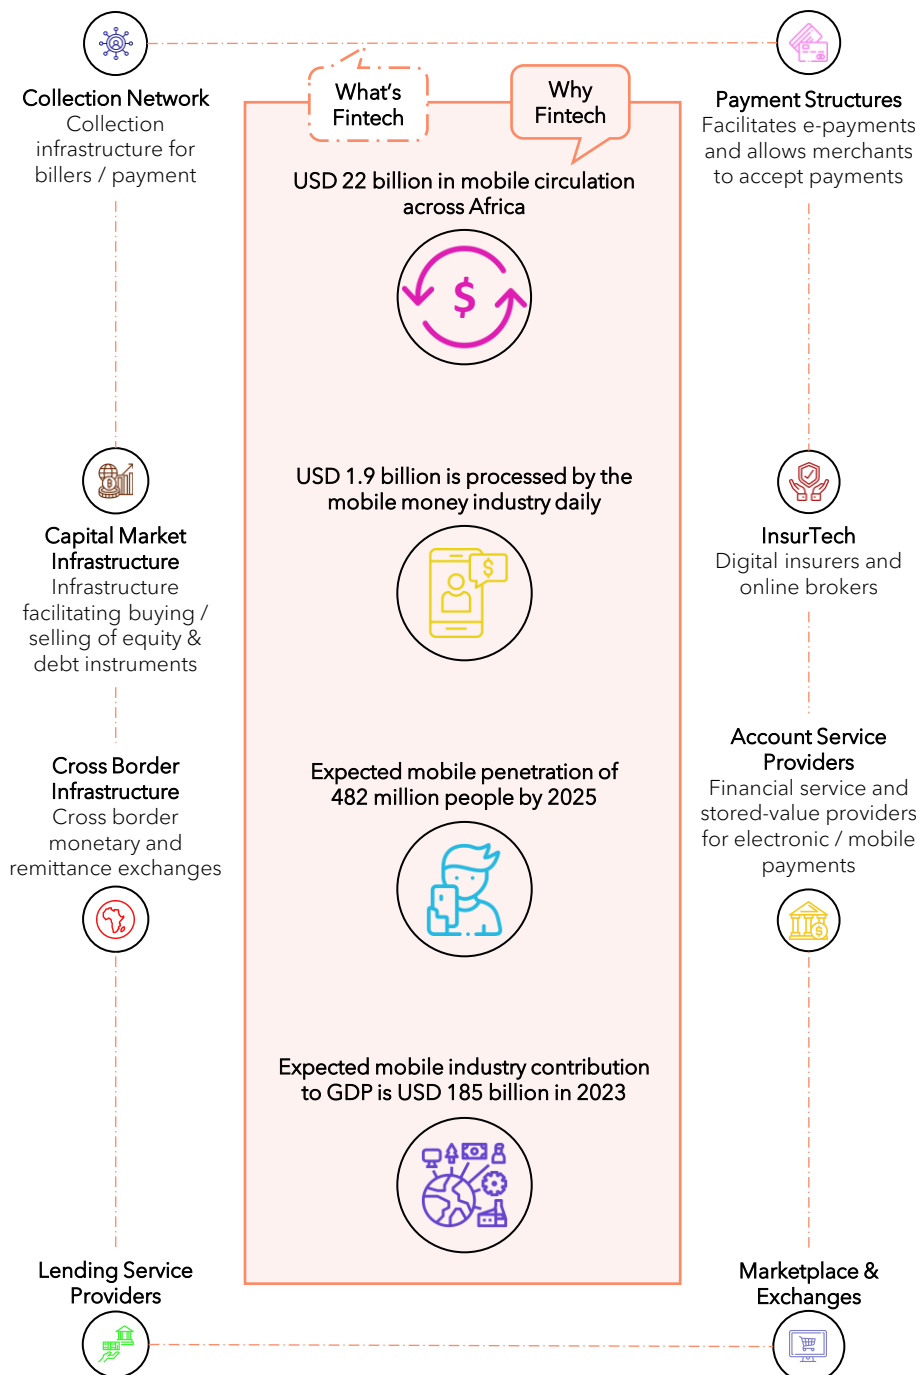 Collection Network
Collection
infrastructure for
billers / payment
Capital Market
Infrastructure
Infrastructure
facilitating buying /
selling of equity &
debt instruments
Cross Border
Infrastructure
Cross border
monetary and
remittance exchanges
Lending Service
Providers
What's
Fintech
Why
Fintech
USD 22 billion in mobile circulation
across Africa
$
USD 1.9 billion is processed by the
mobile money industry daily
$
Expected mobile penetration of
482 million people by 2025
Expected mobile industry contribution
to GDP is USD 185 billion in 2023
Payment Structures
Facilitates e-payments
and allows merchants
to accept payments
InsurTech
Digital insurers and
online brokers
Account Service
Providers
Financial service and
stored-value providers
for electronic / mobile
payments
$
Marketplace &
Exchanges